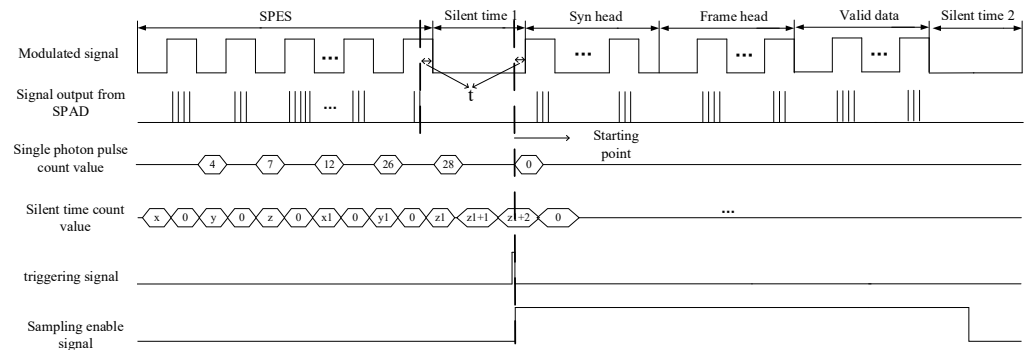 SPES
Silent time 1
Syn head
Frame head
Valid data
Silent time 2
Modulated signal
...
...
...
...
t
Signal output from
SPAD
...
Starting
point
Single photon pulse
count value
4
7
12
26
28
0
Silent time count
value
x
0
y
0
z
0
x1
0
y1
0
z1
z1+1
z1+2
0
...
triggering signal
Sampling enable
signal